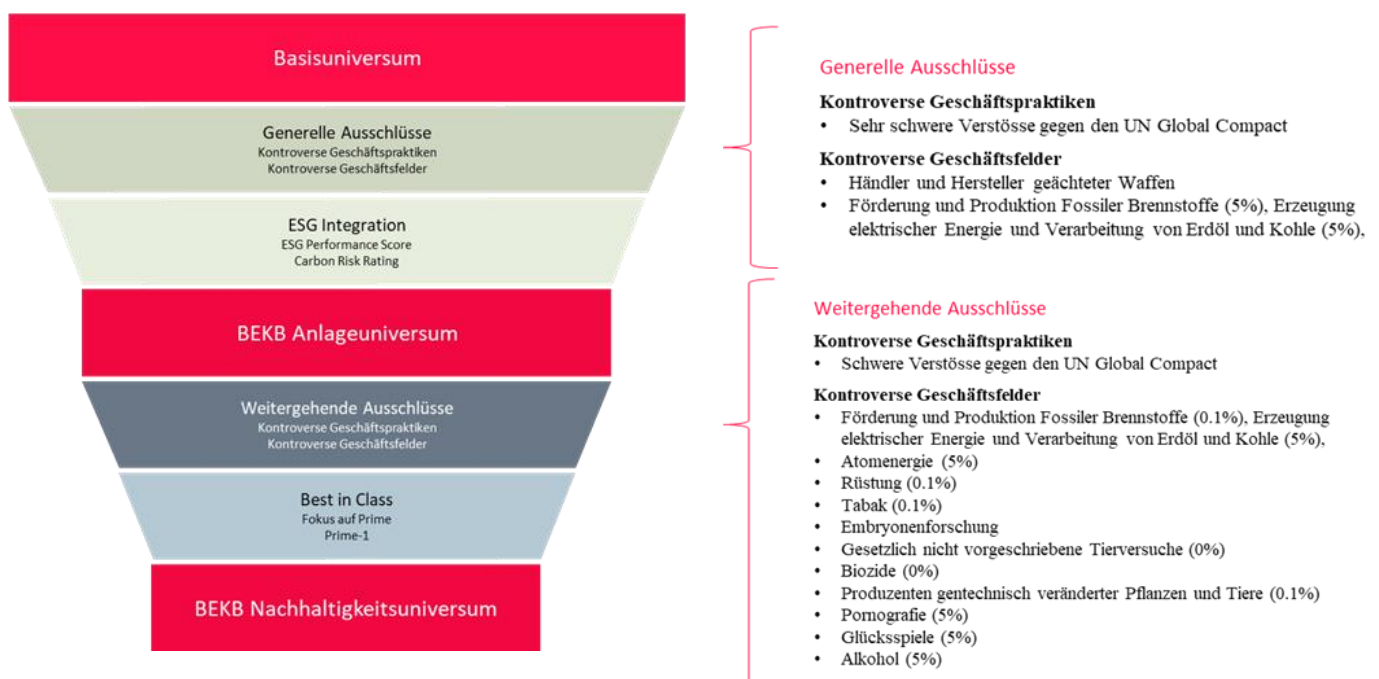 Basisuniversum
Generelle Ausschlüsse
Kontroverse Geschäftspraktiken
Kontroverse Geschäftsfelder
ESG Integration
ESG Performance Score
Carbon Risk Rating
BEKB Anlageuniversum
Weitergehende Ausschlüsse
Kontroverse Geschäftspraktiken
Kontroverse Geschäftsfelder
Best in Class
Fokus auf Prime
Prime-1
BEKB Nachhaltigkeitsuniversum
Generelle Ausschlüsse
Kontroverse Geschäftspraktiken
• Sehr schwere Verstösse gegen den UN Global Compact
Kontroverse Geschäftsfelder
• Händler und Hersteller geächteter Waffen
• Förderung und Produktion Fossiler Brennstoffe (5%), Erzeugung
elektrischer Energie und Verarbeitung von Erdöl und Kohle (5%),
Weitergehende Ausschlüsse
Kontroverse Geschäftspraktiken
• Schwere Verstösse gegen den UN Global Compact
Kontroverse Geschäftsfelder
• Förderung und Produktion Fossiler Brennstoffe (0.1%), Erzeugung
elektrischer Energie und Verarbeitung von Erdöl und Kohle (5%),
• Atomenergie (5%)
• Rüstung (0.1%)
• Tabak (0.1%)
• Embryonenforschung
• Gesetzlich nicht vorgeschriebene Tierversuche (0%)
• Biozide (0%)
• Produzenten gentechnisch veränderter Pflanzen und Tiere (0.1%)
• Pornografie (5%)
• Glücksspiele (5%)
• Alkohol (5%)